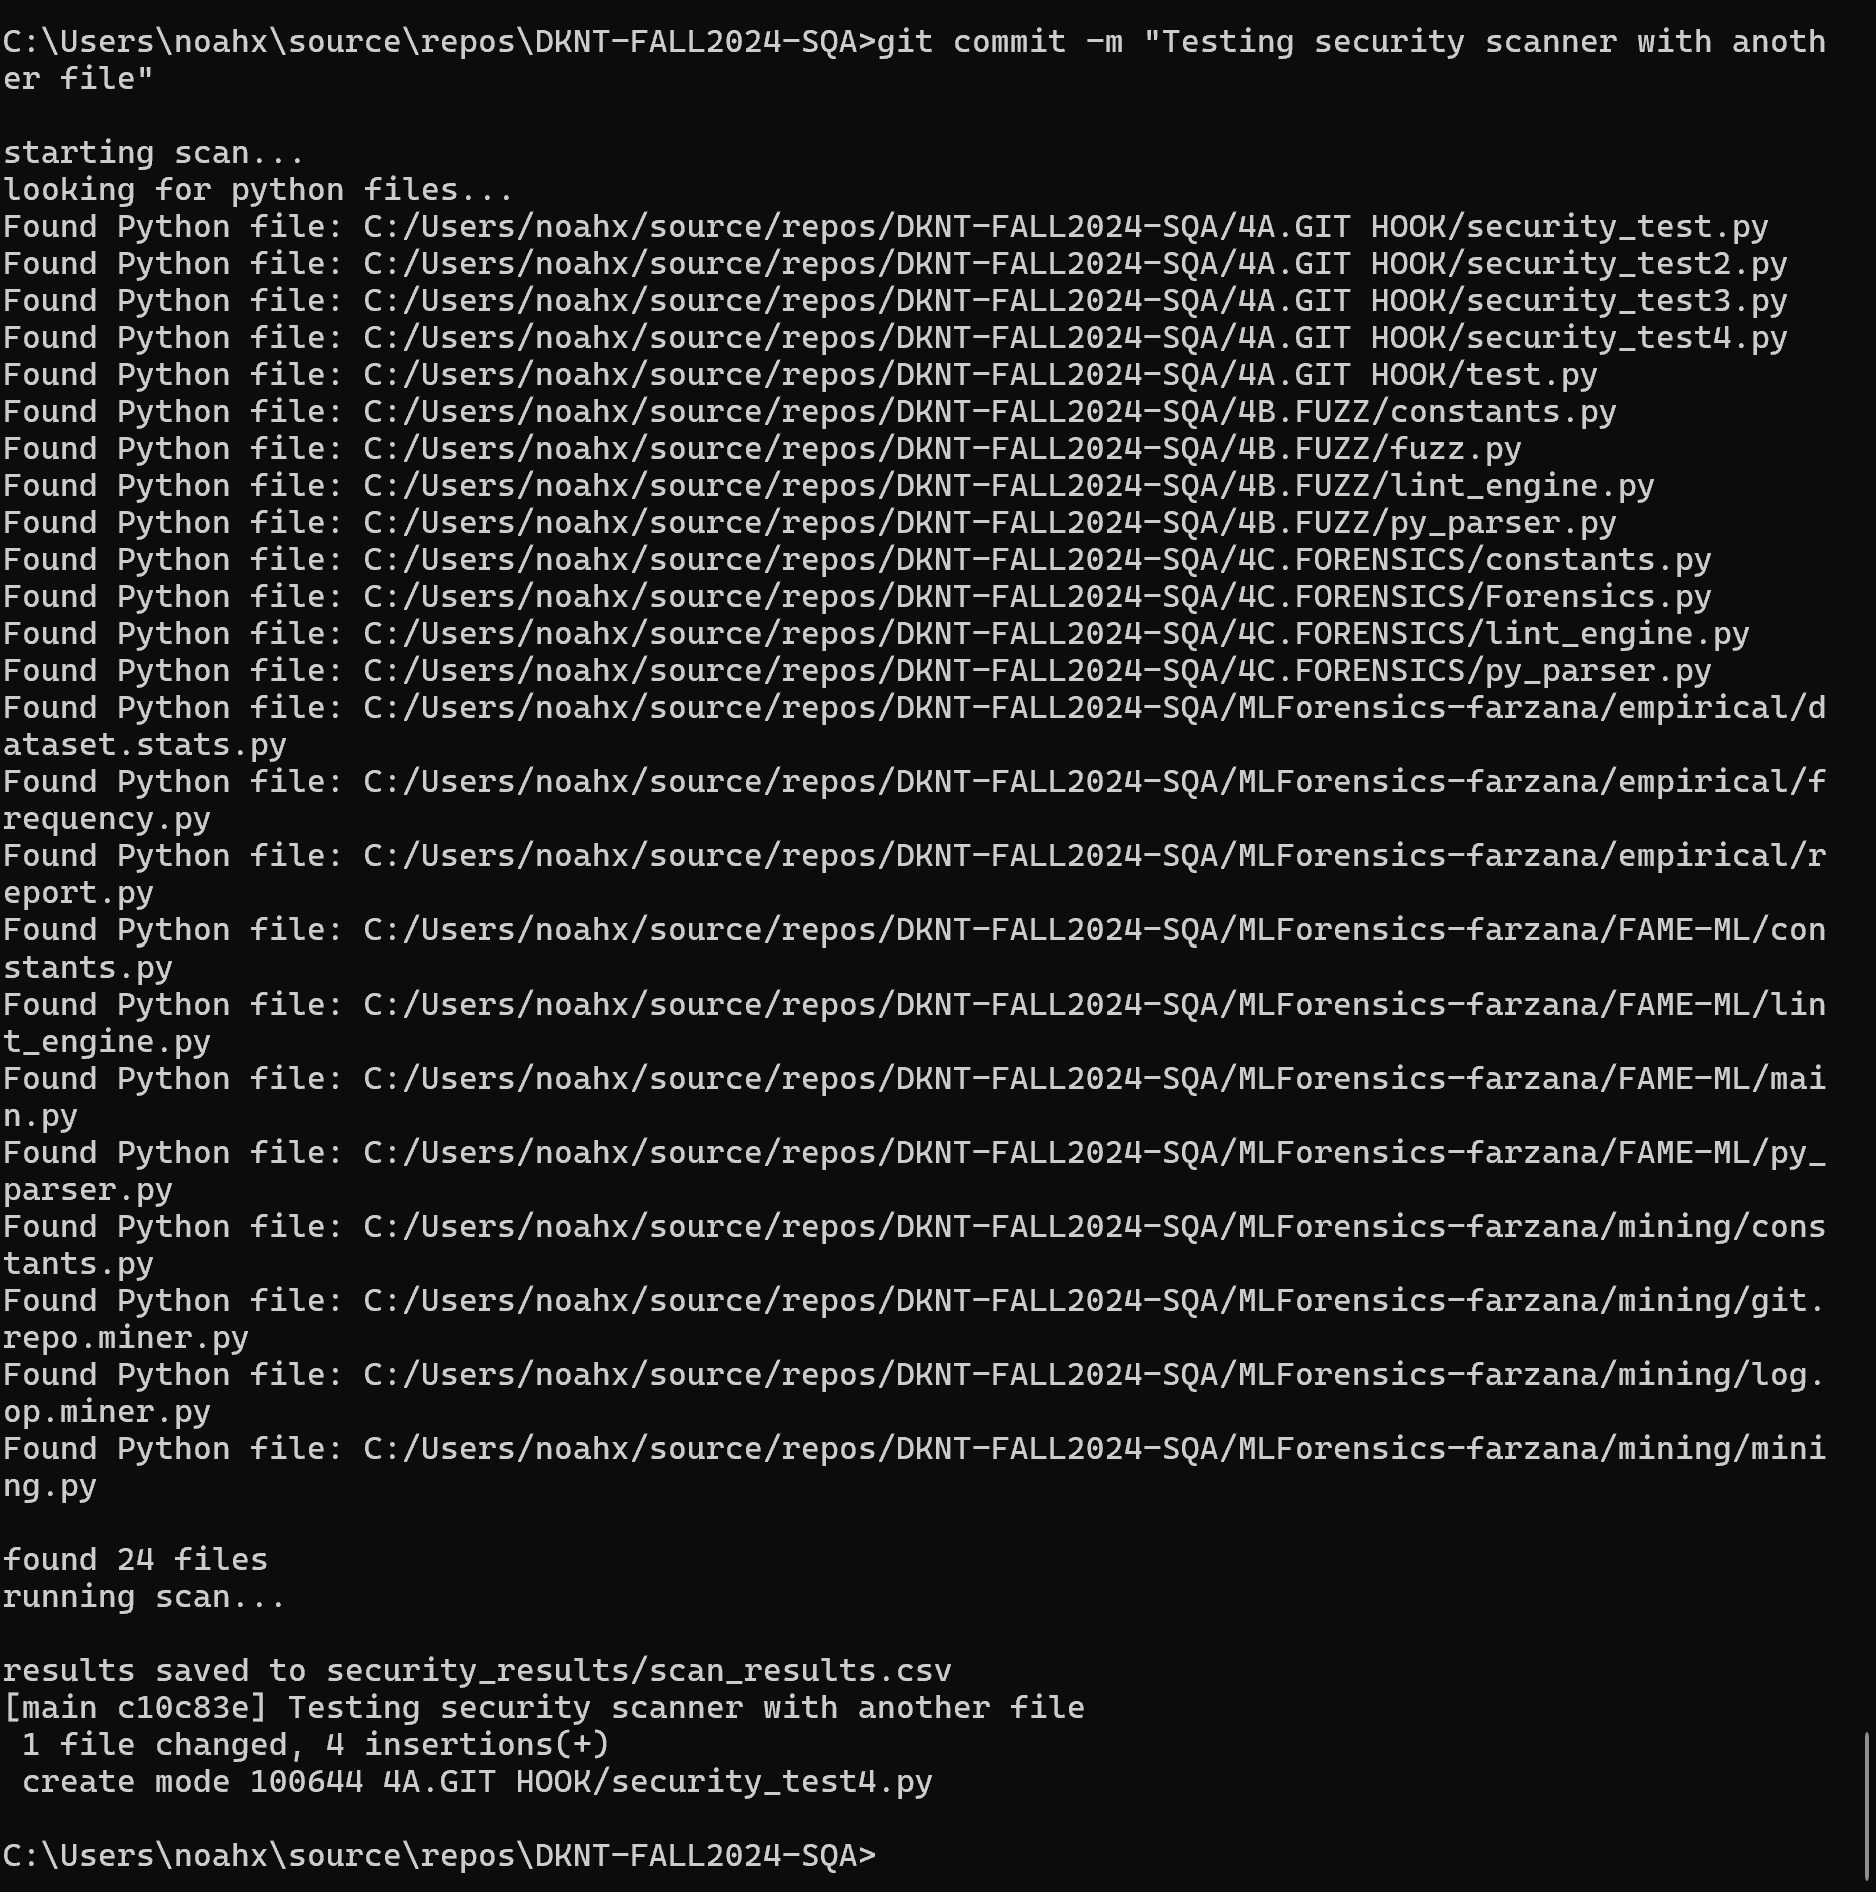 C:\Users\noahx\source\repos\DKNT-FALL2024-SQA>git commit -m "Testing security scanner with anoth
er file"
starting scan...
looking for python files...
Found Python file: C:/Users/noahx/source/repos/DKNT-FALL2024-SQA/4A.GIT HOOK/security_test.py
Found Python file: C:/Users/noahx/source/repos/DKNT-FALL2024-SQA/4A.GIT HOOK/security_test2.py
Found Python file: C:/Users/noahx/source/repos/DKNT-FALL2024-SQA/4A.GIT HOOK/security_test3.py
Found Python file: C:/Users/noahx/source/repos/DKNT-FALL2024-SQA/4A.GIT HOOK/security_test4.py
Found Python file: C:/Users/noahx/source/repos/DKNT-FALL2024-SQA/4A.GIT HOOK/test.py
Found Python file: C:/Users/noahx/source/repos/DKNT-FALL2024-SQA/4B.FUZZ/constants.py
Found Python file: C:/Users/noahx/source/repos/DKNT-FALL2024-SQA/4B.FUZZ/fuzz.py
Found Python file: C:/Users/noahx/source/repos/DKNT-FALL2024-SQA/4B.FUZZ/lint_engine.py
Found Python file: C:/Users/noahx/source/repos/DKNT-FALL2024-SQA/4B.FUZZ/py_parser.py
Found Python file: C:/Users/noahx/source/repos/DKNT-FALL2024-SQA/4C.FORENSICS/constants.py
Found Python file: C:/Users/noahx/source/repos/DKNT-FALL2024-SQA/4C.FORENSICS/Forensics.py
Found Python file: C:/Users/noahx/source/repos/DKNT-FALL2024-SQA/4C.FORENSICS/lint_engine.py
Found Python file: C:/Users/noahx/source/repos/DKNT-FALL2024-SQA/4C.FORENSICS/py_parser.py
Found Python file: C:/Users/noahx/source/repos/DKNT-FALL2024-SQA/MLForensics-farzana/empirical/d
ataset.stats.py
Found Python file: C:/Users/noahx/source/repos/DKNT-FALL2024-SQA/MLForensics-farzana/empirical/f
requency.py
Found Python file: C:/Users/noahx/source/repos/DKNT-FALL2024-SQA/MLForensics-farzana/empirical/r
eport.py
Found Python file: C:/Users/noahx/source/repos/DKNT-FALL2024-SQA/MLForensics-farzana/FAME-ML/con
stants.py
Found Python file: C:/Users/noahx/source/repos/DKNT-FALL2024-SQA/MLForensics-farzana/FAME-ML/lin
t_engine.py
Found Python file: C:/Users/noahx/source/repos/DKNT-FALL2024-SQA/MLForensics-farzana/FAME-ML/mai
n.py
Found Python file: C:/Users/noahx/source/repos/DKNT-FALL2024-SQA/MLForensics-farzana/FAME-ML/py_
parser.py
Found Python file: C:/Users/noahx/source/repos/DKNT-FALL2024-SQA/MLForensics-farzana/mining/cons
tants.py
Found Python file: C:/Users/noahx/source/repos/DKNT-FALL2024-SQA/MLForensics-farzana/mining/git.
repo.miner.py
Found Python file: C:/Users/noahx/source/repos/DKNT-FALL2024-SQA/MLForensics-farzana/mining/log.
op.miner.py
Found Python file: C:/Users/noahx/source/repos/DKNT-FALL2024-SQA/MLForensics-farzana/mining/mini
ng.py
found 24 files
running scan...
results saved to security_results/scan_results.csv
[main c10c83e] Testing security scanner with another file
 1 file changed, 4 insertions(+)
 create mode 100644 4A.GIT HOOK/security_test4.py
C:\Users\noahx\source\repos\DKNT-FALL2024-SQA>